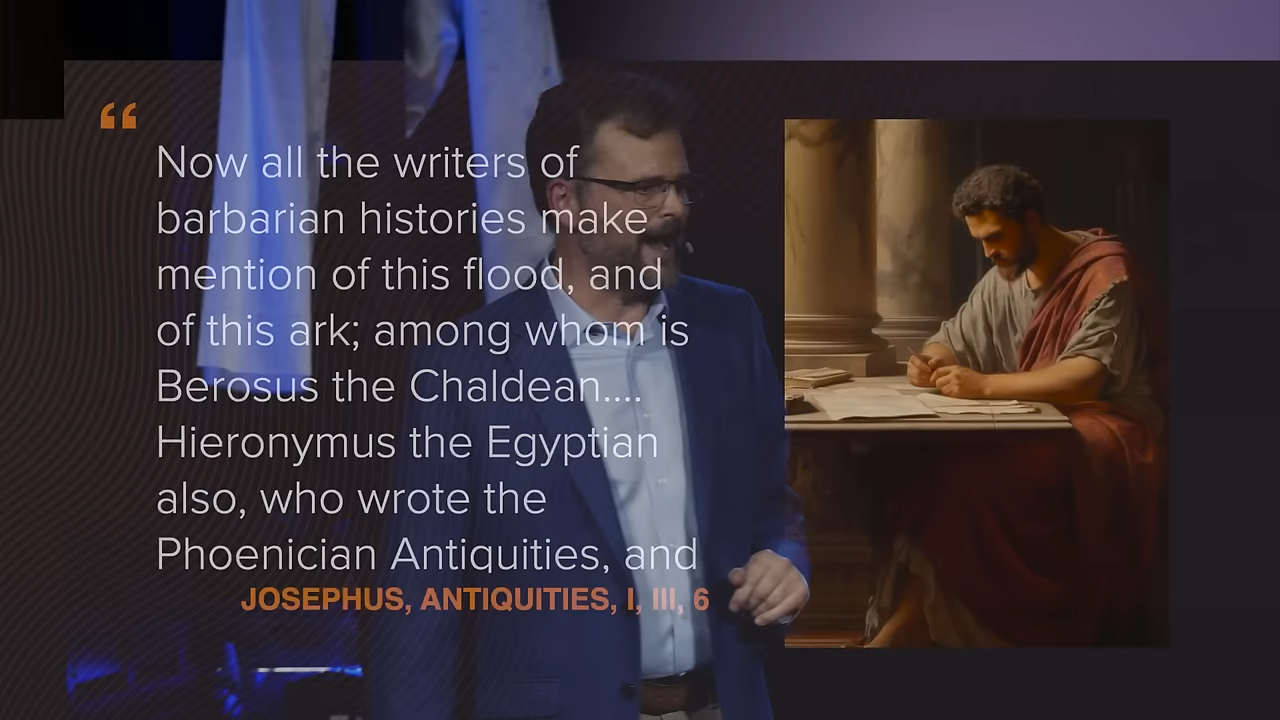 “
Now all the writers of
barbarian histories make
mention of this flood, and
of this ark; among whom is
Berosus the Chaldean....
Hieronymus the Egyptian
also, who wrote the
Phoenician Antiquities, and
JOSEPHUS, ANTIQUITIES, I, III, 6